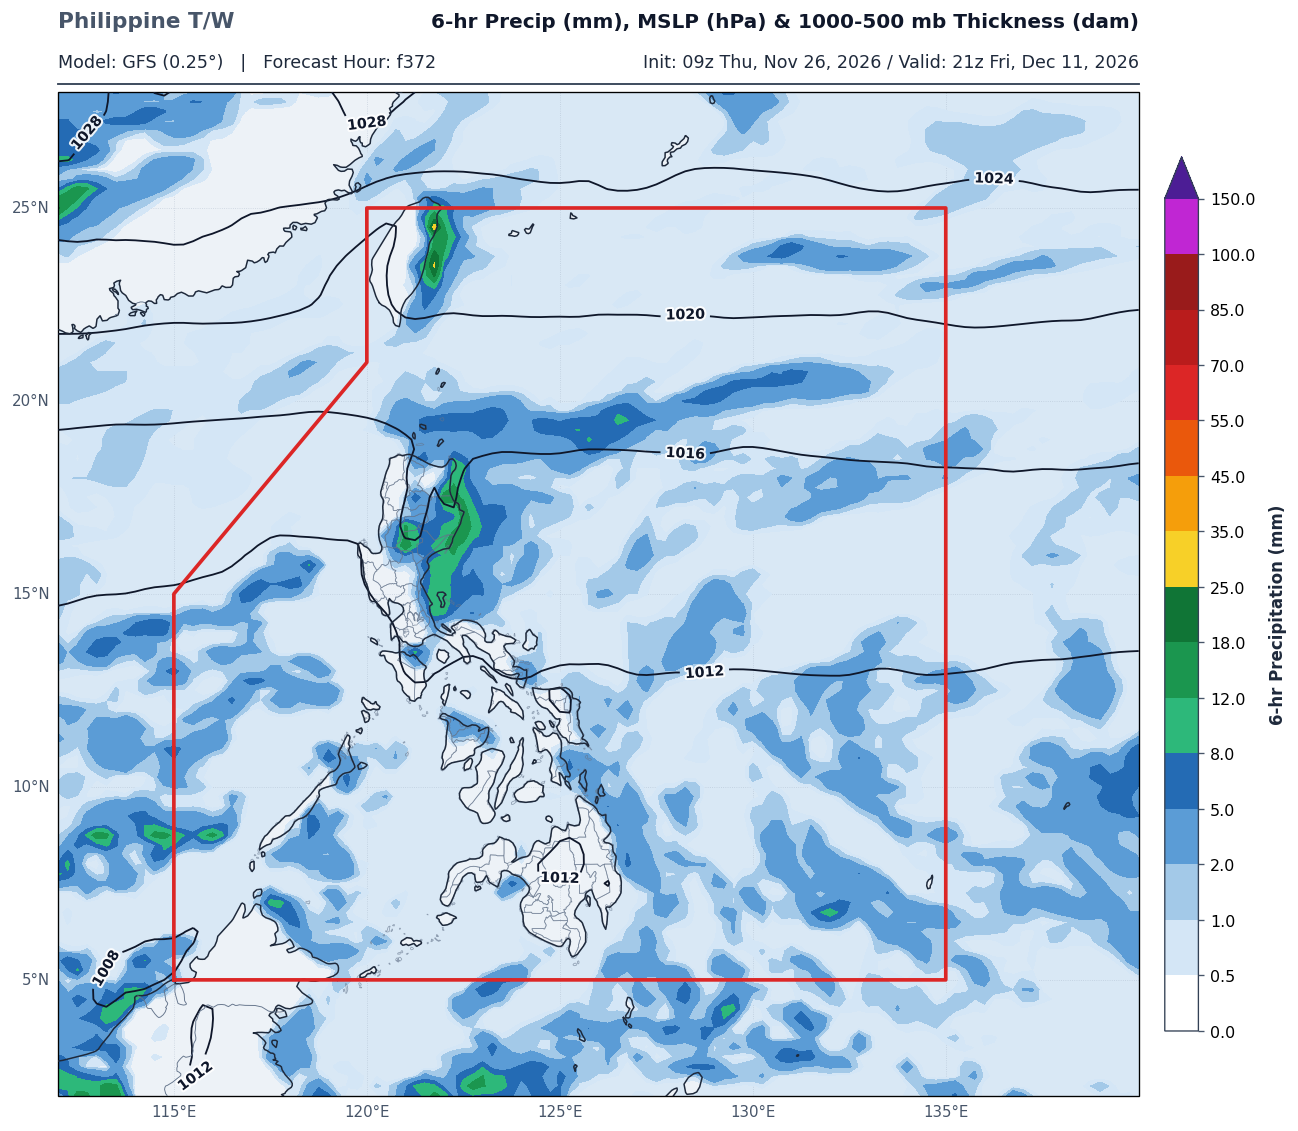 Philippine T/W
6-hr Precip (mm), MSLP (hPa) & 1000-500 mb Thickness (dam)
Model: GFS (0.25°) | Forecast Hour: f372
Init: 09z Thu, Nov 26, 2026 / Valid: 21z Fri, Dec 11, 2026
1028
1028
1024
1020
1016
1012
1012
1008
1012
25°N
20°N
15°N
10°N
5°N
115°E
120°E
125°E
130°E
135°E
150.0
100.0
85.0
70.0
55.0
45.0
35.0
25.0
18.0
12.0
8.0
5.0
2.0
1.0
0.5
0.0
6-hr Precipitation (mm)